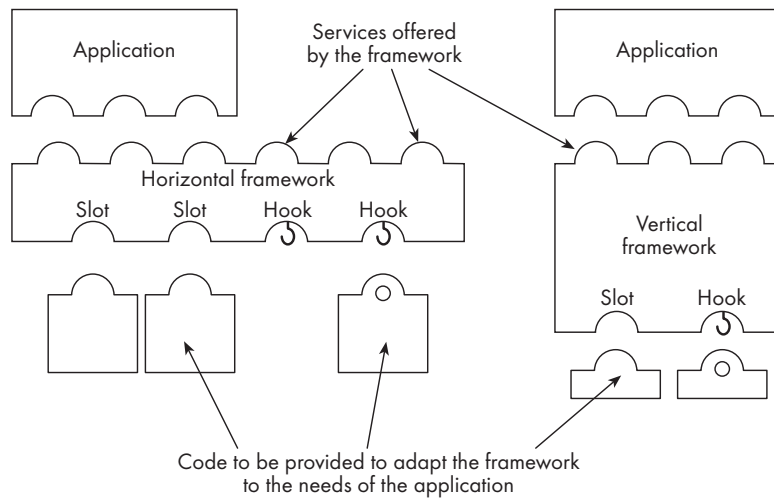 Application
Services offered
by the framework
Application
Horizontal framework
Slot
Slot
Hook
Hook
Vertical
framework
Slot
Hook
Code to be provided to adapt the framework
to the needs of the application